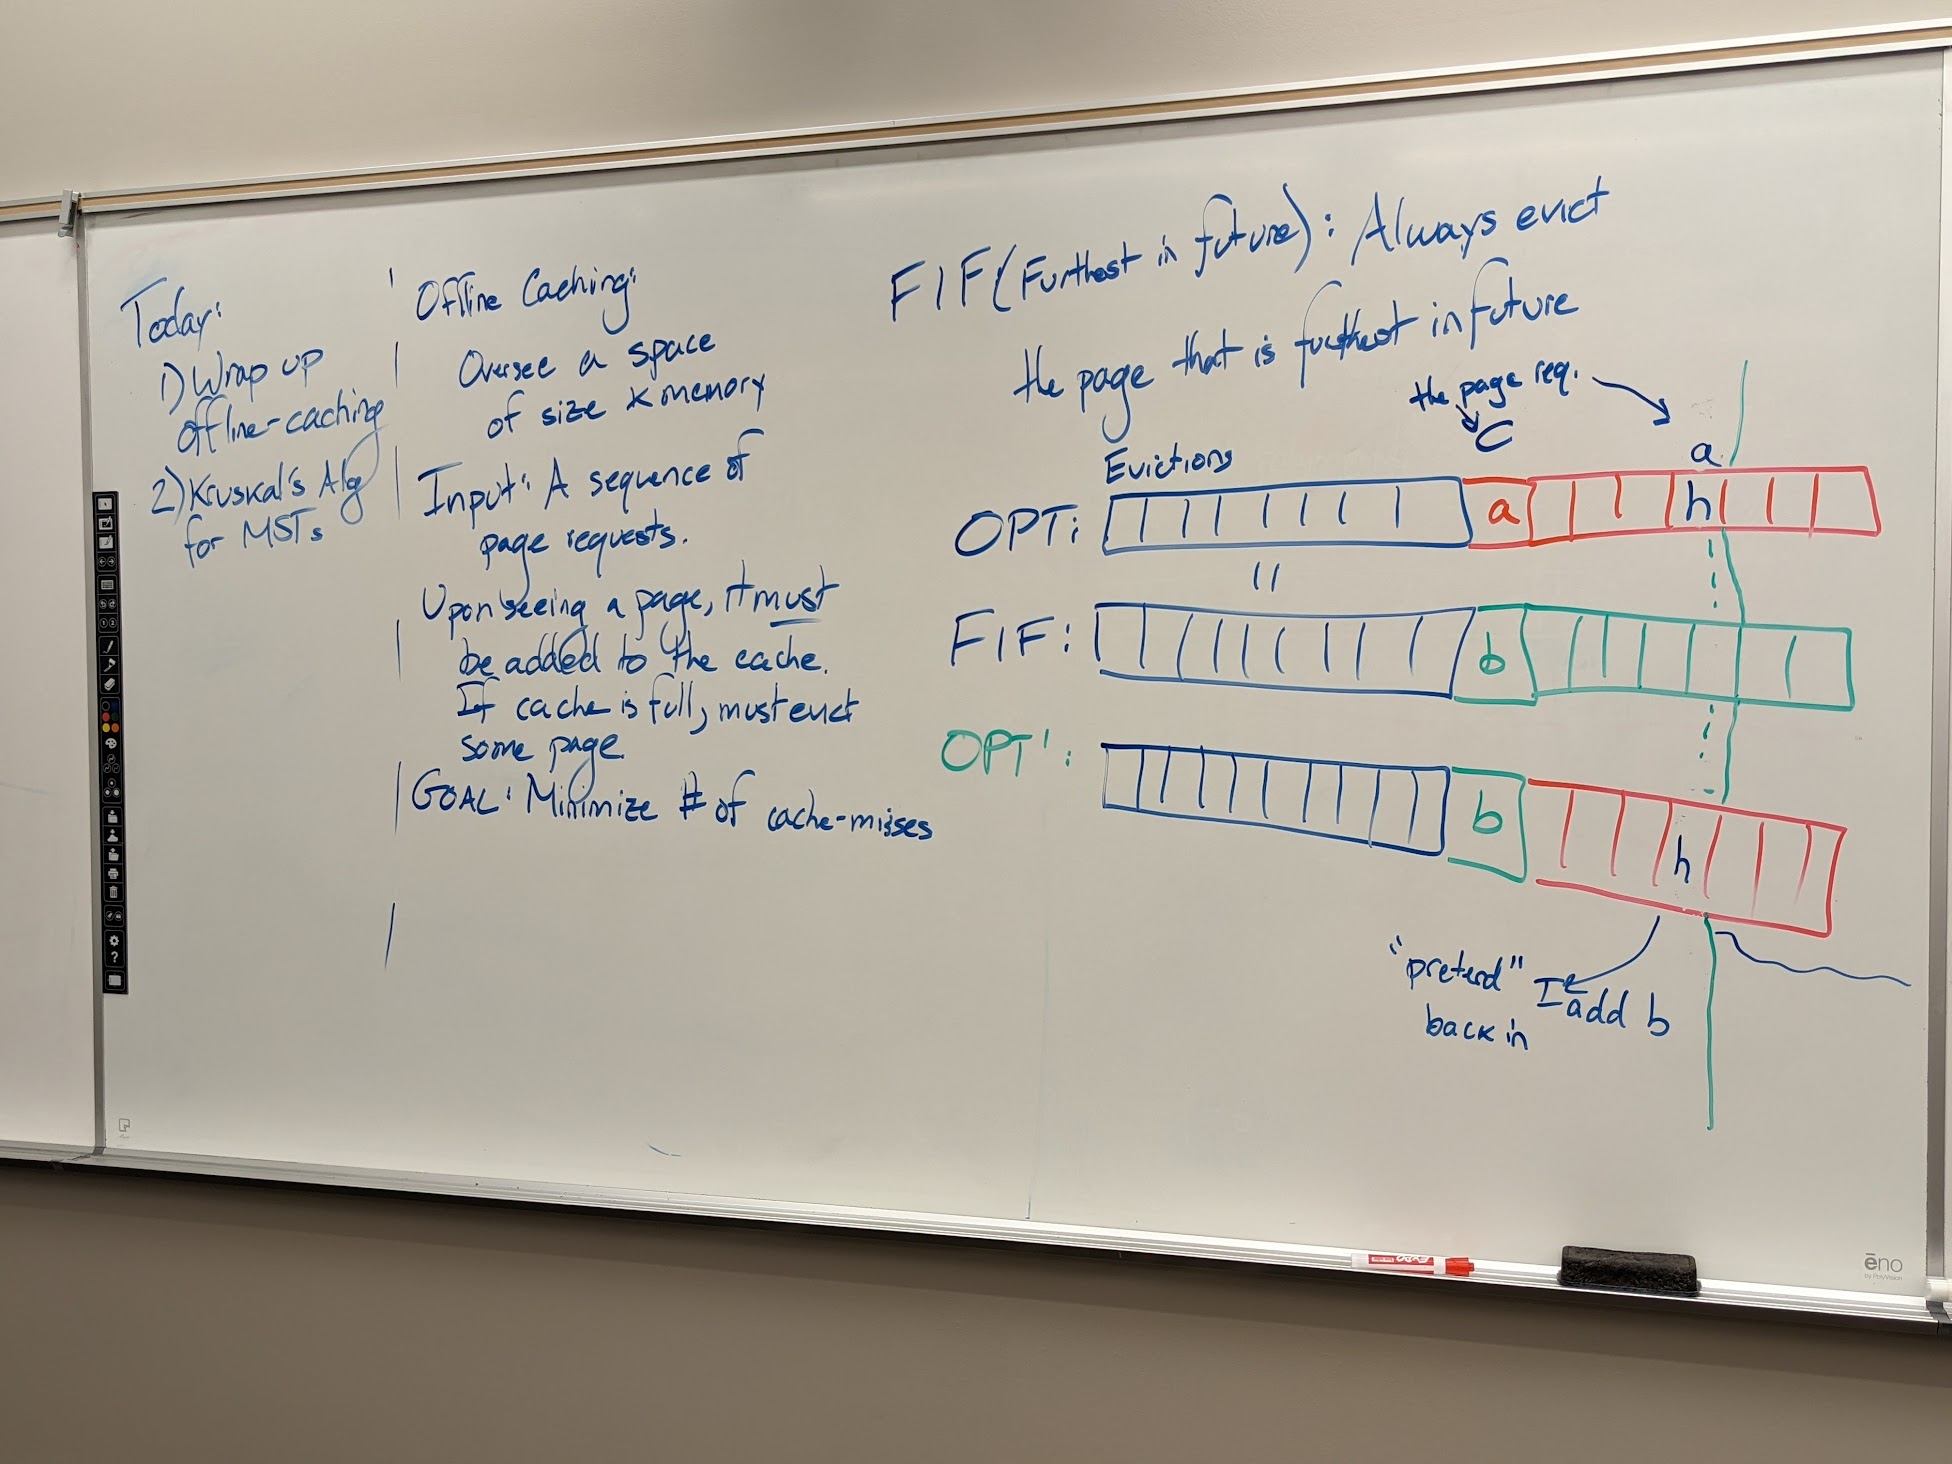 Today:
1) Wrap up
offline-caching
2) Kruskal's Alg
for MSTs
Offline Caching:
Oversee a space
of size k memory
Input: A sequence of
page requests.
Upon seeing a page, it must
be added to the cache.
If cache is full, must evict
some page.
GOAL: Minimize # of cache-misses
FIF (Furthest in future): Always evict
the page that is furthest in future
the page req.
C
a
Evictions
OPT: a h
||
FIF: b
OPT': b h
"pretend" I add b
back in
ēno
by PolyVision